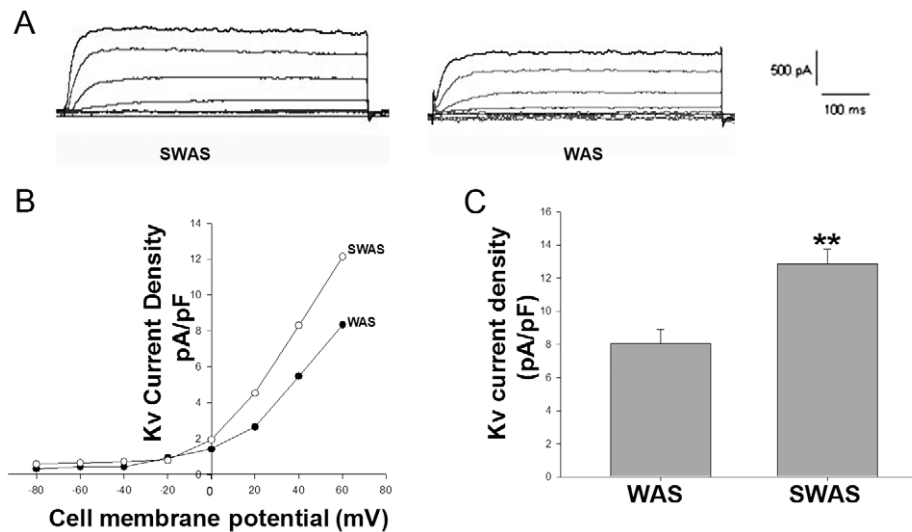 A
500 pA
100 ms
SWAS
WAS
B
Kv Current Density
pA/pF
14
12
10
8
6
4
2
0
SWAS
WAS
-80 -60 -40 -20 0 20 40 60 80
Cell membrane potential (mV)
C
Kv current density
(pA/pF)
16
14
12
10
8
6
4
2
0
**
WAS SWAS